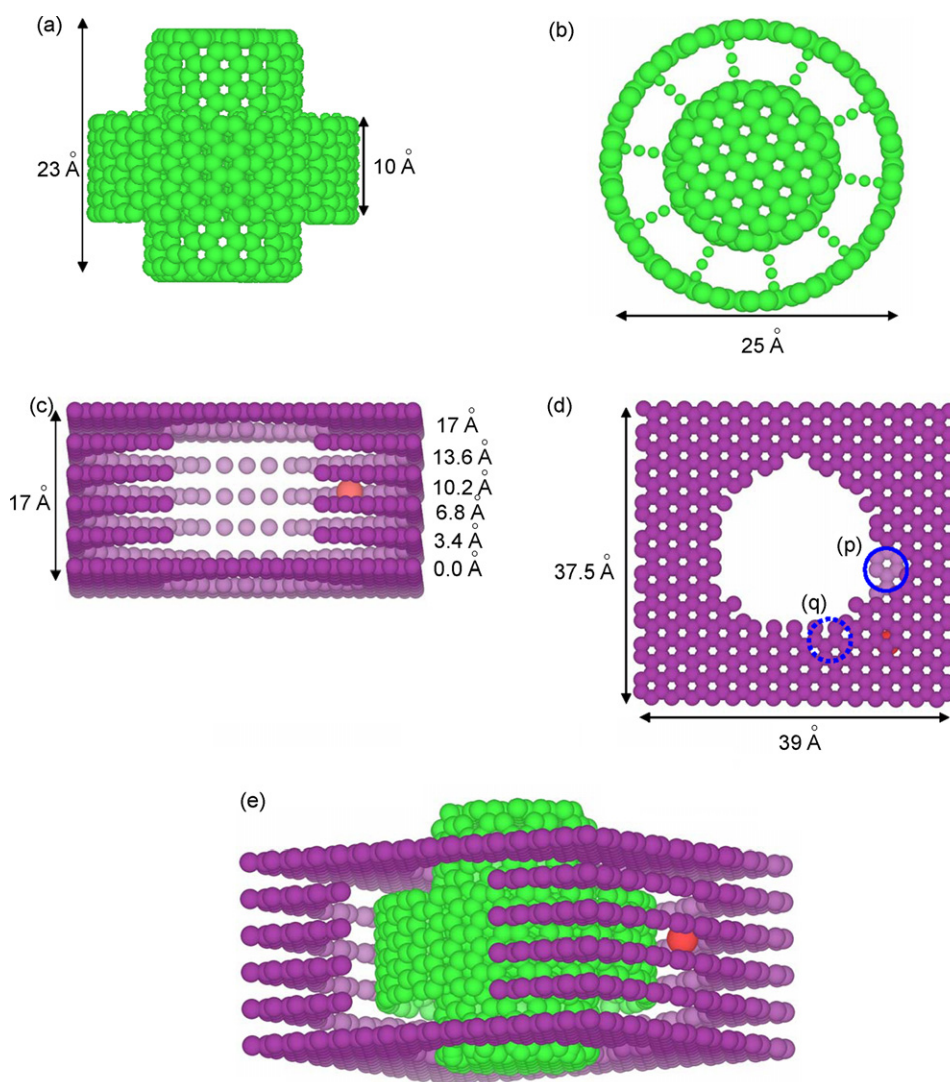 (a)
23 Å
10 Å
(b)
25 Å
(c)
17 Å
17 Å
13.6 Å
10.2 Å
6.8 Å
3.4 Å
0.0 Å
(d)
37.5 Å
(p)
(q)
39 Å
(e)